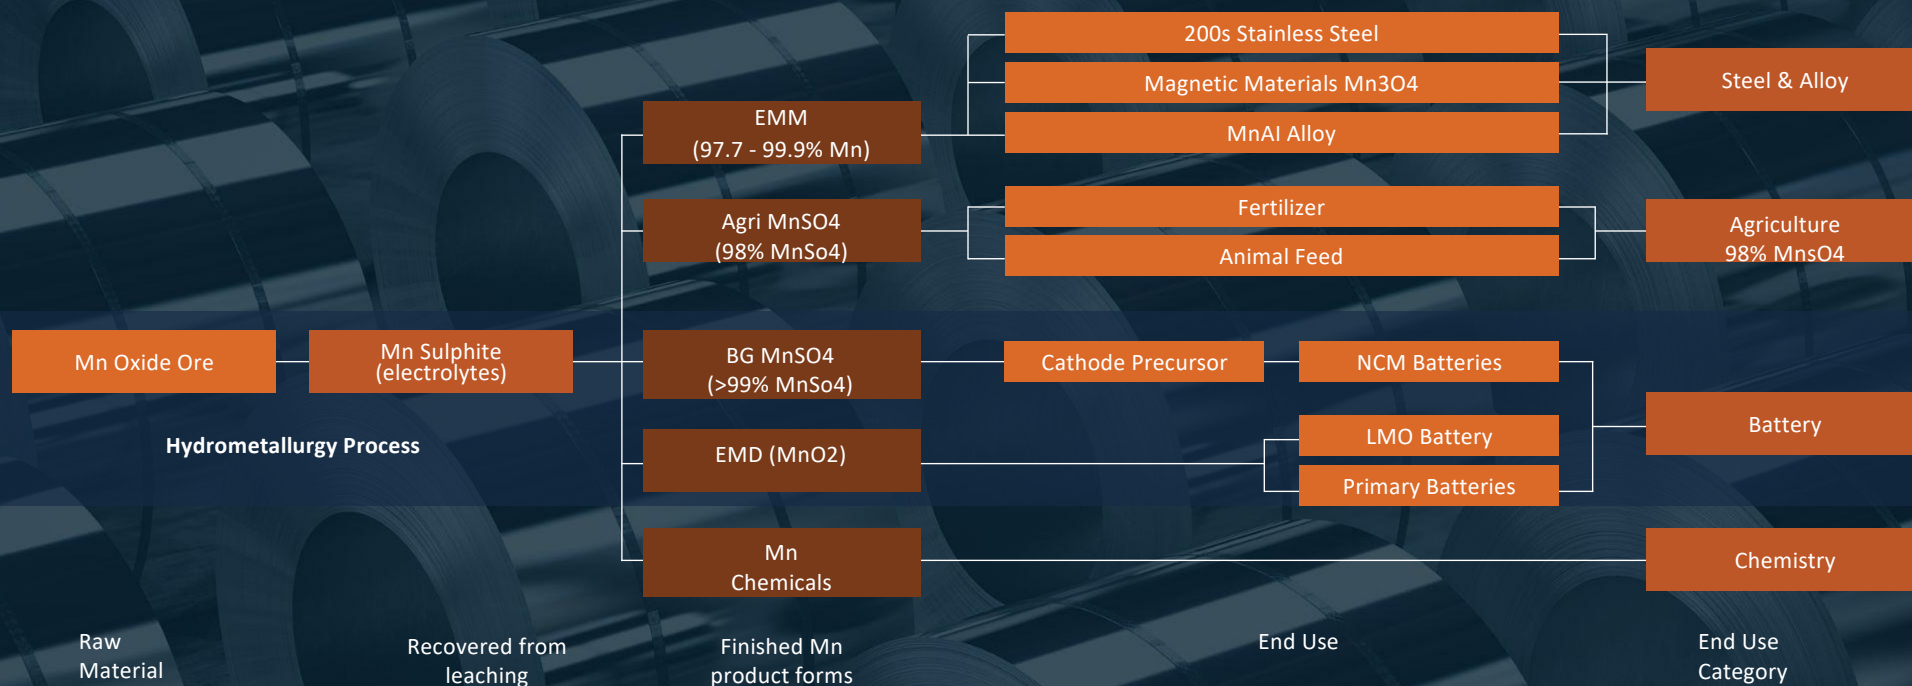 200s Stainless Steel
Magnetic Materials Mn3O4
MnAI Alloy
Steel & Alloy
EMM
(97.7 - 99.9% Mn)
Agri MnSO4
(98% MnSo4)
Fertilizer
Animal Feed
Agriculture
98% MnsO4
Mn Oxide Ore
Mn Sulphite
(electrolytes)
BG MnSO4
(>99% MnSo4)
Cathode Precursor
NCM Batteries
Hydrometallurgy Process
EMD (MnO2)
LMO Battery
Primary Batteries
Battery
Mn
Chemicals
Chemistry
Raw
Material
Recovered from
leaching
Finished Mn
product forms
End Use
End Use
Category